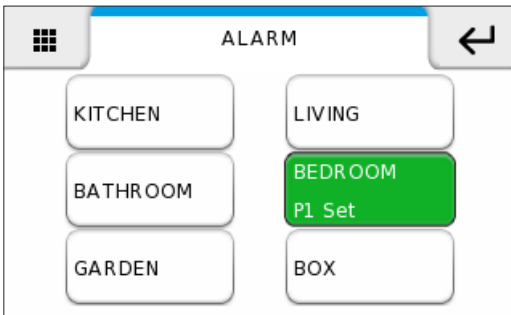 ALARM
KITCHEN
LIVING
BATHROOM
BEDROOM
P1 Set
GARDEN
BOX